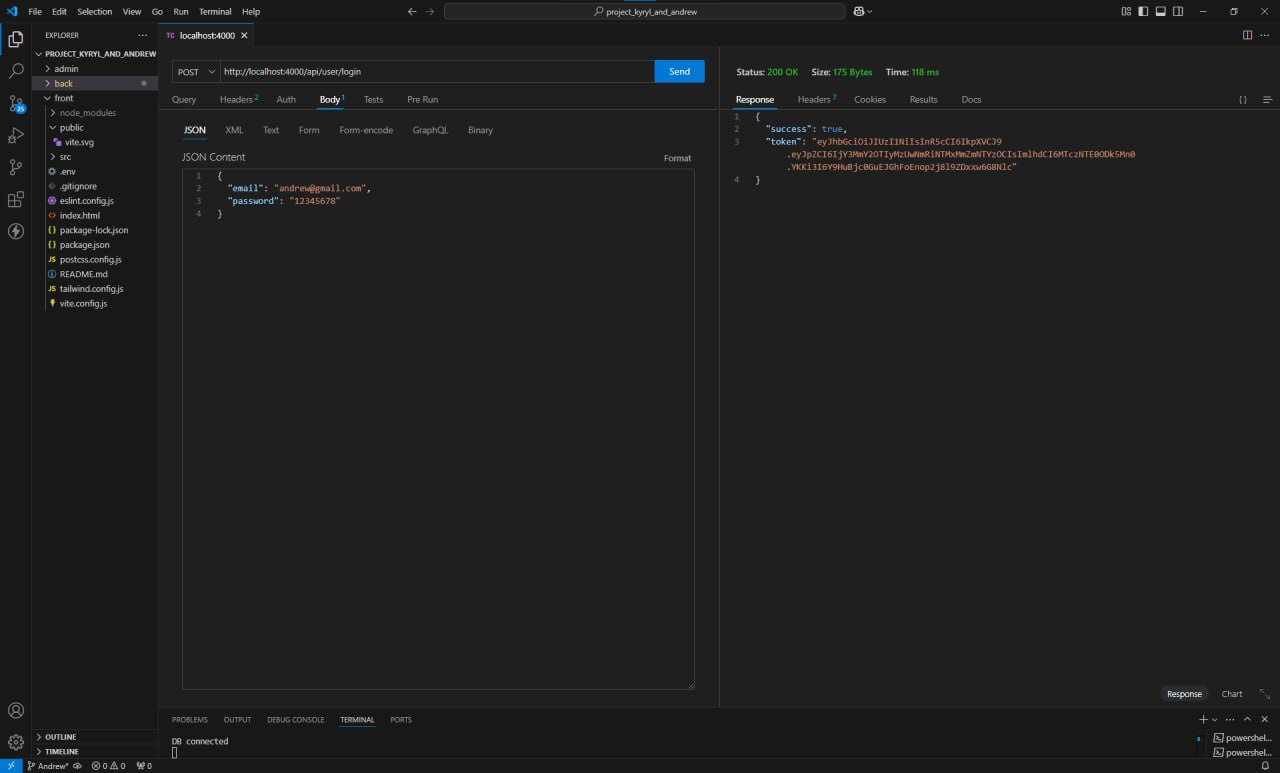 File Edit Selection View Go Run Terminal Help
project_kyryl_and_andrew
EXPLORER
PROJECT_KYRYL_AND_ANDREW
admin
back
front
node_modules
public
vite.svg
src
.env
.gitignore
eslint.config.js
index.html
package-lock.json
package.json
postcss.config.js
README.md
tailwind.config.js
vite.config.js
OUTLINE
TIMELINE
25
TC localhost:4000
POST http://localhost:4000/api/user/login Send
Query Headers 2 Auth Body 1 Tests Pre Run
JSON XML Text Form Form-encode GraphQL Binary
JSON Content Format
1 {
2 "email": "andrew@gmail.com",
3 "password": "12345678"
4 }
Status: 200 OK Size: 175 Bytes Time: 118 ms
Response Headers 7 Cookies Results Docs { }
1 {
2 "success": true,
3 "token": "eyJhbGciOiJIUzI1NiIsInR5cCI6IkpXVCJ9
.eyJpZCI6IjY3MmY2OTIyMzUwNmRiNTMxMmZmNTYzOCIsImlhdCI6MTczNTE0ODk5Mn0
4 }
Response Chart
PROBLEMS OUTPUT DEBUG CONSOLE TERMINAL PORTS
DB connected
powershel...
powershel...
Andrew* 0 0 0